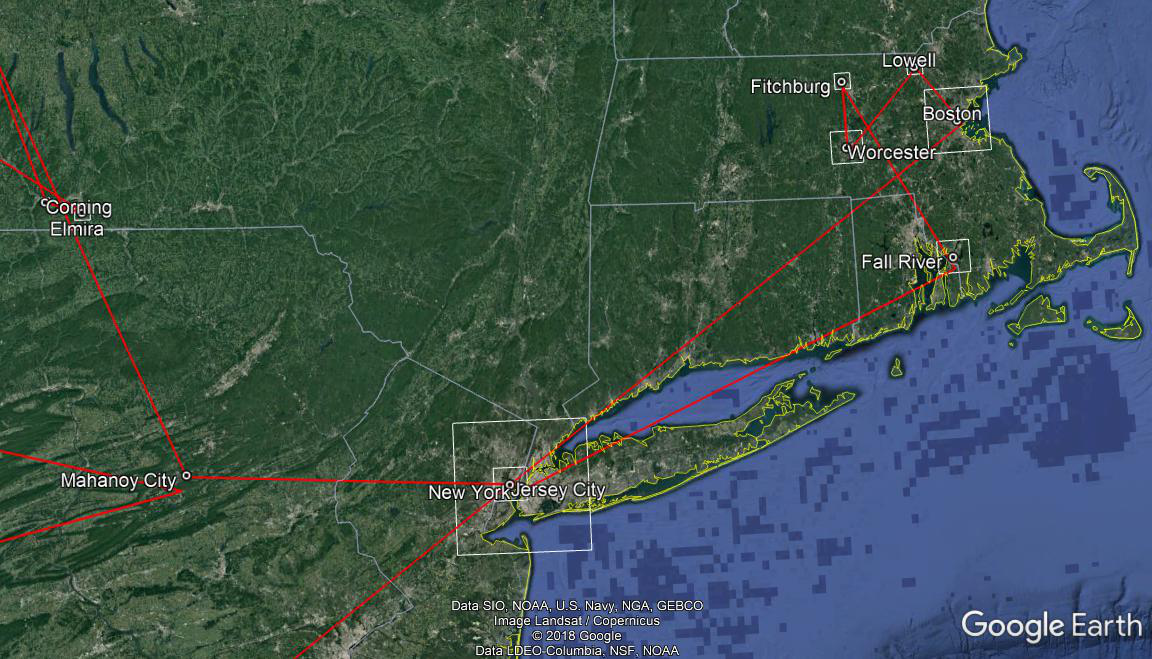 Lowell
Fitchburg
Boston
Worcester
Corning
Elmira
Fall River
Mahanoy City
New York
Jersey City
Data SIO, NOAA, U.S. Navy, NGA, GEBCO
Image Landsat / Copernicus
© 2018 Google
Data LDEO-Columbia, NSF, NOAA
Google Earth